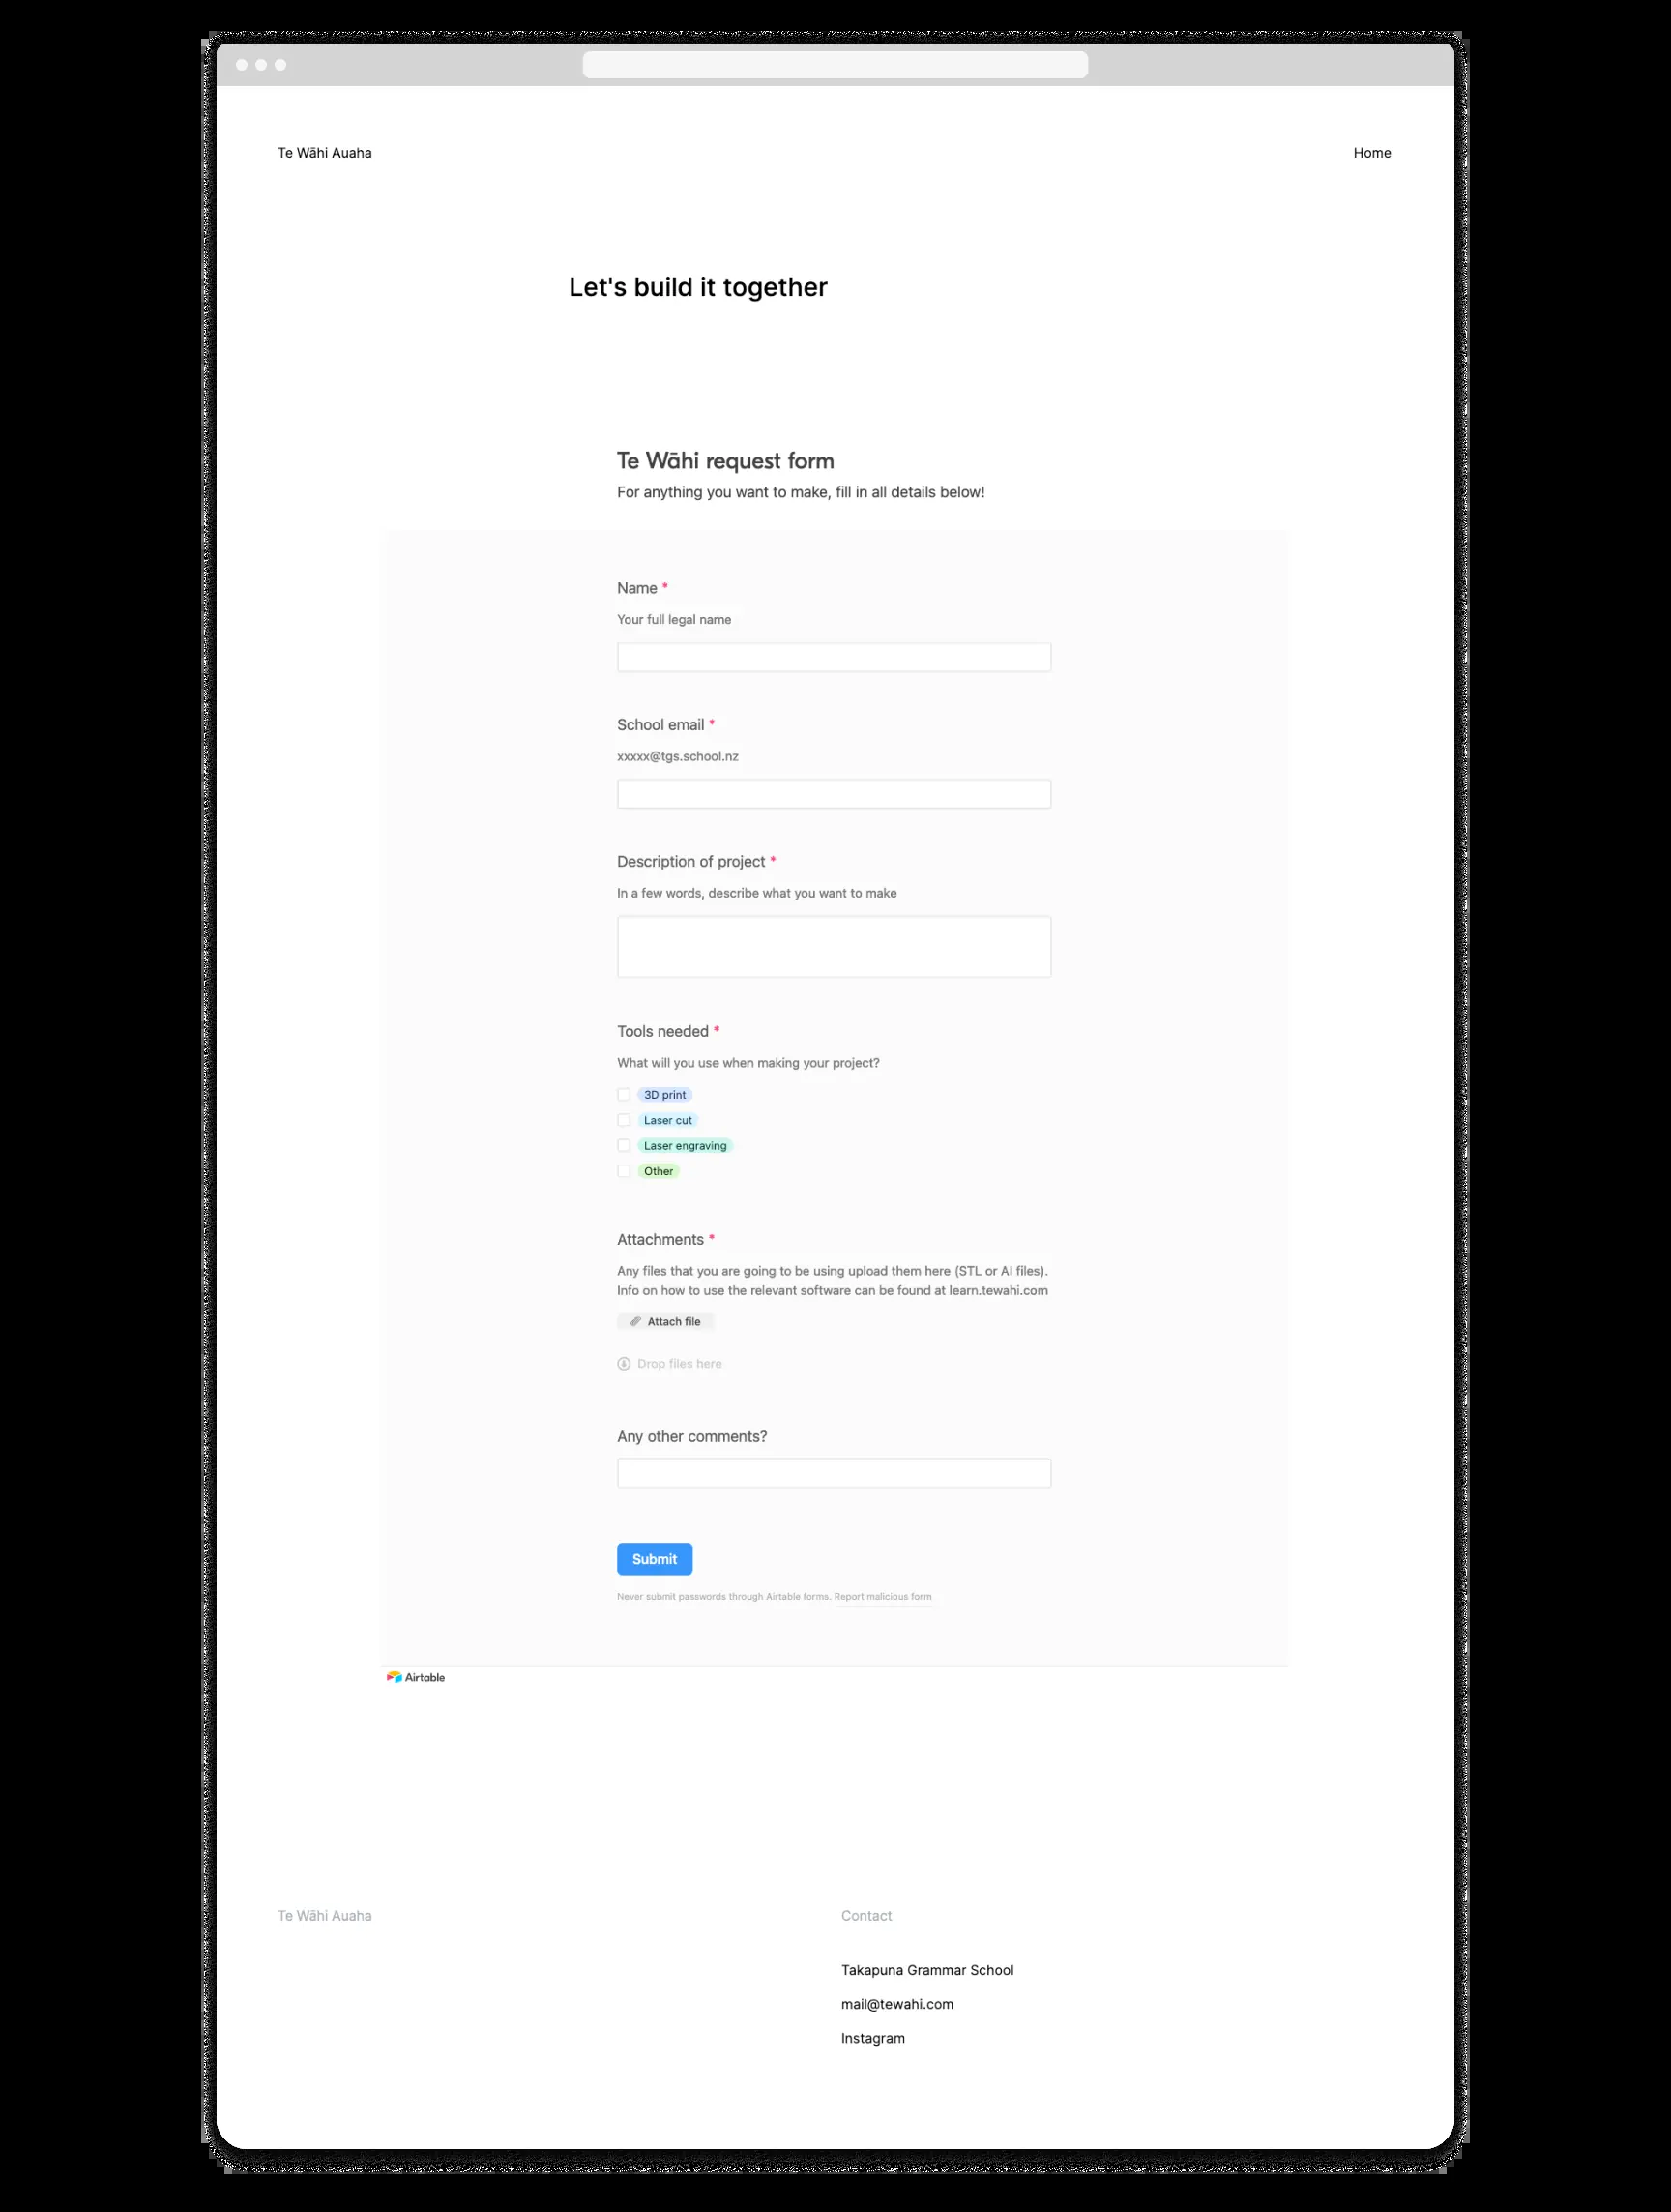 Te Wāhi Auaha
Home
Let's build it together
Te Wāhi request form
For anything you want to make, fill in all details below!
Name *
Your full legal name
School email *
xxxxx@tgs.school.nz
Description of project *
In a few words, describe what you want to make
Tools needed *
What will you use when making your project?
3D print
Laser cut
Laser engraving
Other
Attachments *
Any files that you are going to be using upload them here (STL or AI files).
Info on how to use the relevant software can be found at learn.tewahi.com
Attach file
Drop files here
Any other comments?
Submit
Never submit passwords through Airtable forms. Report malicious form
Airtable
Te Wāhi Auaha
Contact
Takapuna Grammar School
mail@tewahi.com
Instagram